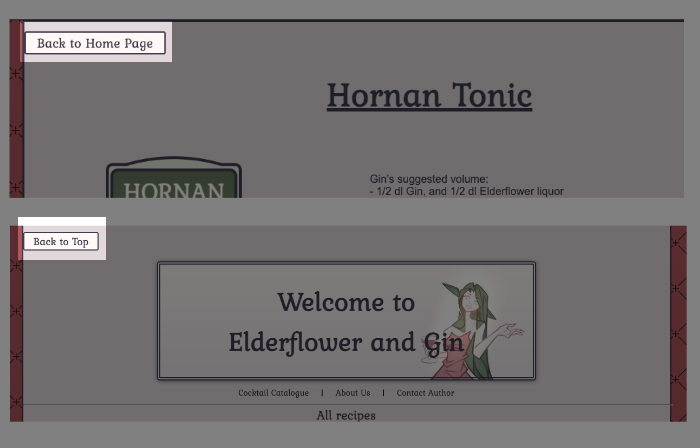 Back to Home Page
Hornan Tonic
HORNAN
Gin's suggested volume:
- 1/2 dl Gin, and 1/2 dl Elderflower liquor
Back to Top
Welcome to
Elderflower and Gin
Cocktail Catalogue | About Us | Contact Author
All recipes